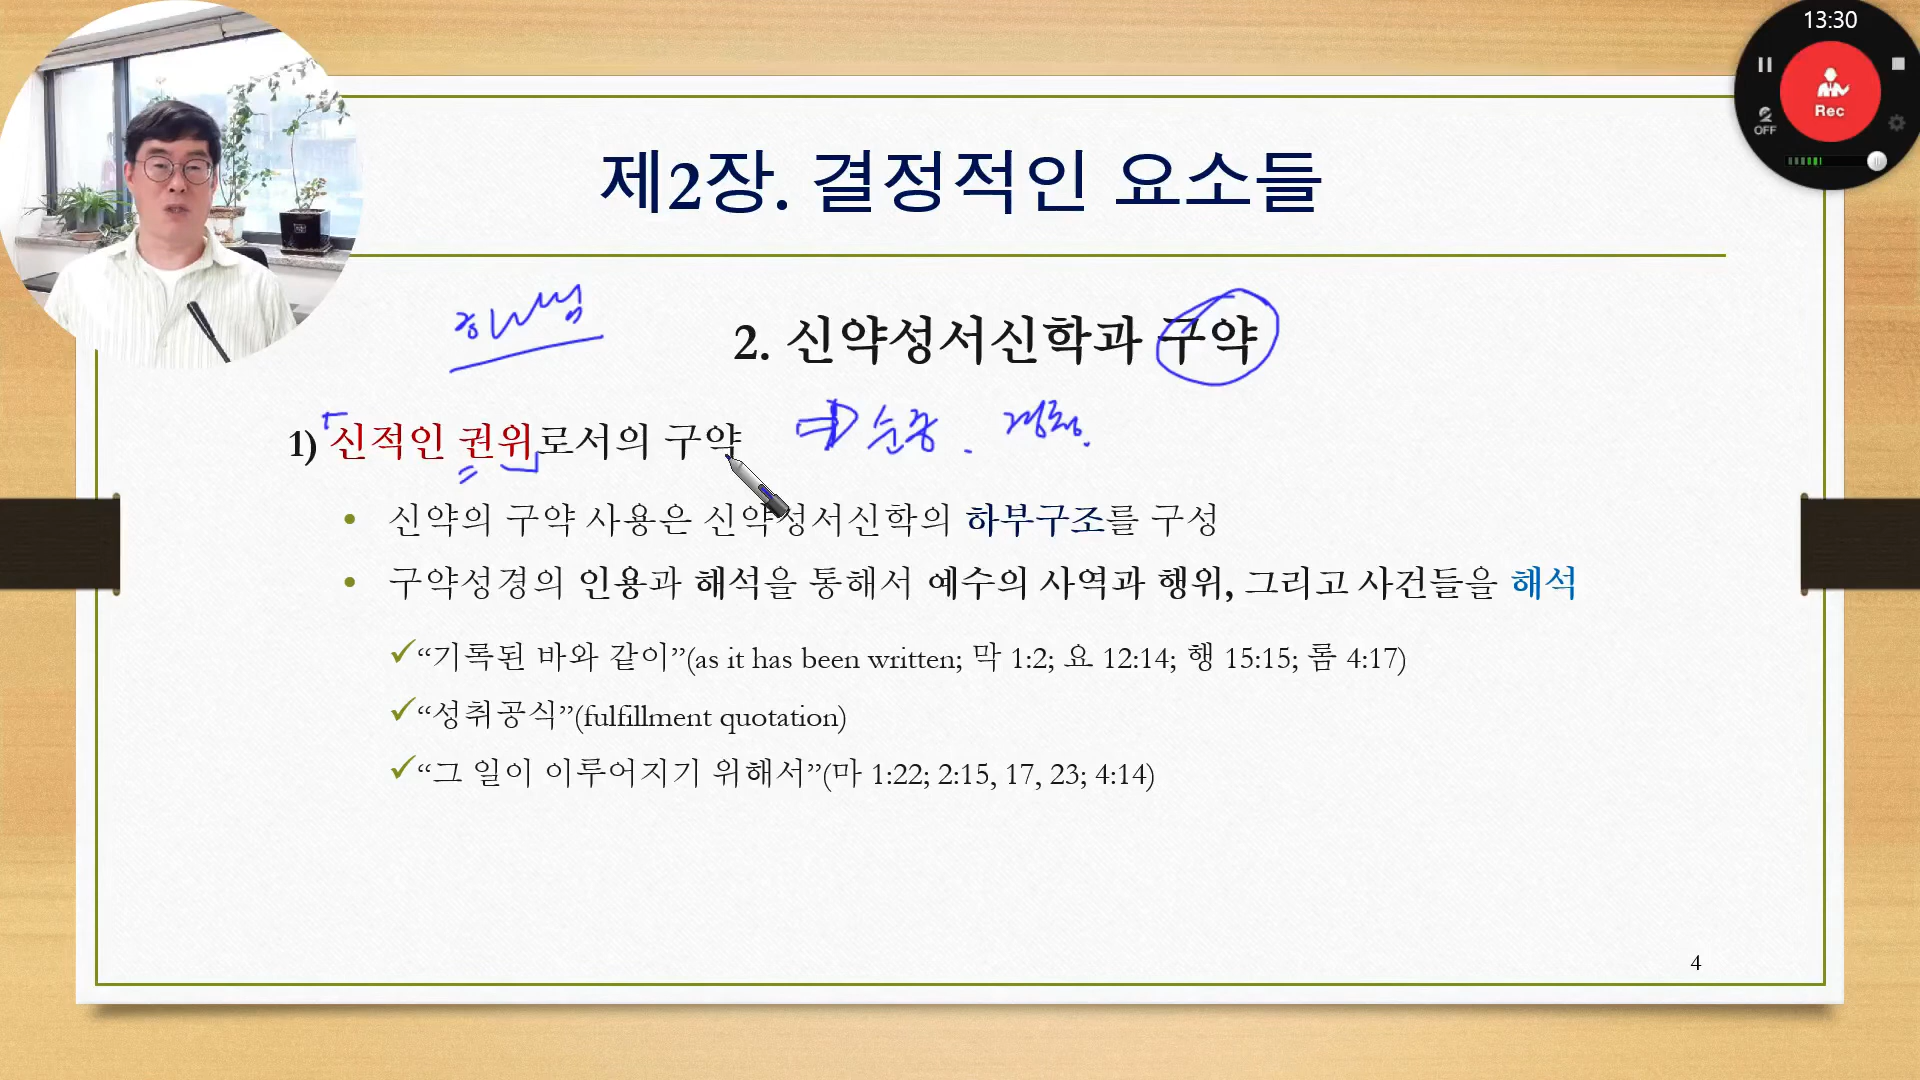 13:30
Rec
OFF
제2장. 결정적인 요소들
2. 신약성서신학과 구약
1) 신적인 권위로서의 구약
순종. 경청.
• 신약의 구약 사용은 신약성서신학의 하부구조를 구성
• 구약성경의 인용과 해석을 통해서 예수의 사역과 행위, 그리고 사건들을 해석
✓“기록된 바와 같이”(as it has been written; 막 1:2; 요 12:14; 행 15:15; 롬 4:17)
✓“성취공식”(fulfillment quotation)
✓“그 일이 이루어지기 위해서”(마 1:22; 2:15, 17, 23; 4:14)
4